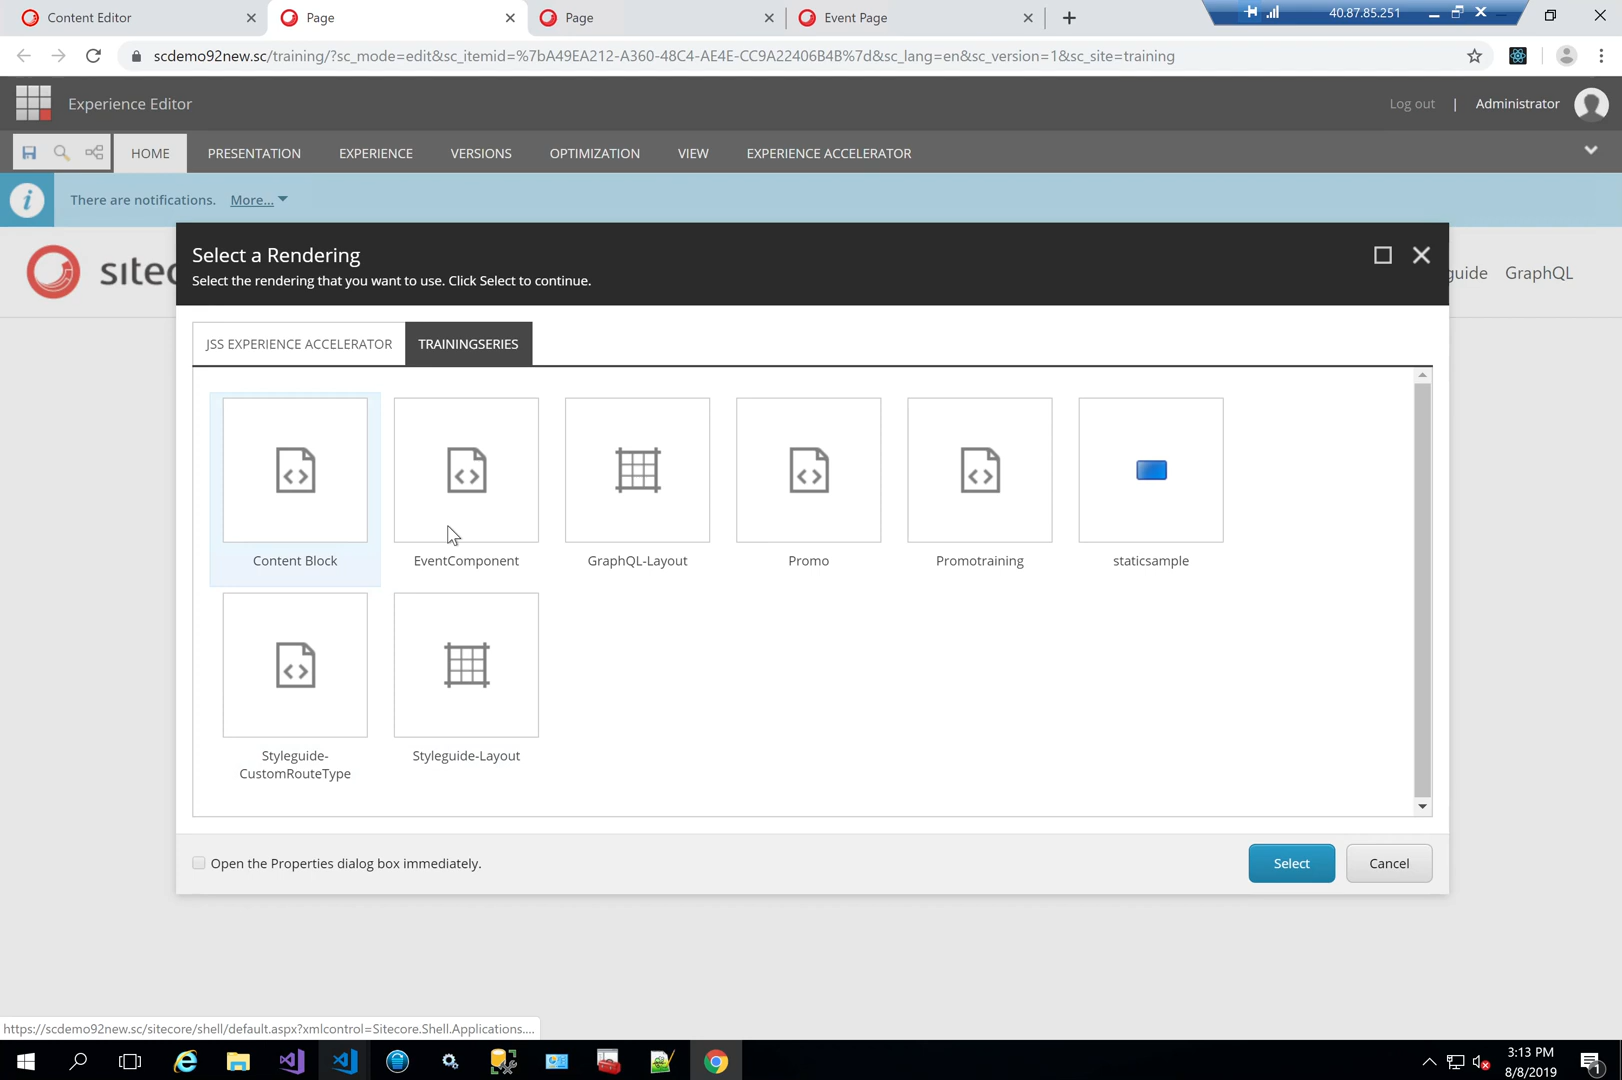 Content Editor
Page
Page
Event Page
40.87.85.251
scdemo92new.sc/training/?sc_mode=edit&sc_itemid=%7bA49EA212-A360-48C4-AE4E-CC9A22406B4B%7d&sc_lang=en&sc_version=1&sc_site=training
Experience Editor
Log out | Administrator
HOME PRESENTATION EXPERIENCE VERSIONS OPTIMIZATION VIEW EXPERIENCE ACCELERATOR
There are notifications. More...
Select a Rendering
Select the rendering that you want to use. Click Select to continue.
sitec
guide GraphQL
JSS EXPERIENCE ACCELERATOR TRAININGSERIES
Content Block
EventComponent
GraphQL-Layout
Promo
Promotraining
staticsample
Styleguide-
CustomRouteType
Styleguide-Layout
Open the Properties dialog box immediately.
Select
Cancel
https://scdemo92new.sc/sitecore/shell/default.aspx?xmlcontrol=Sitecore.Shell.Applications....
3:13 PM
8/8/2019
1